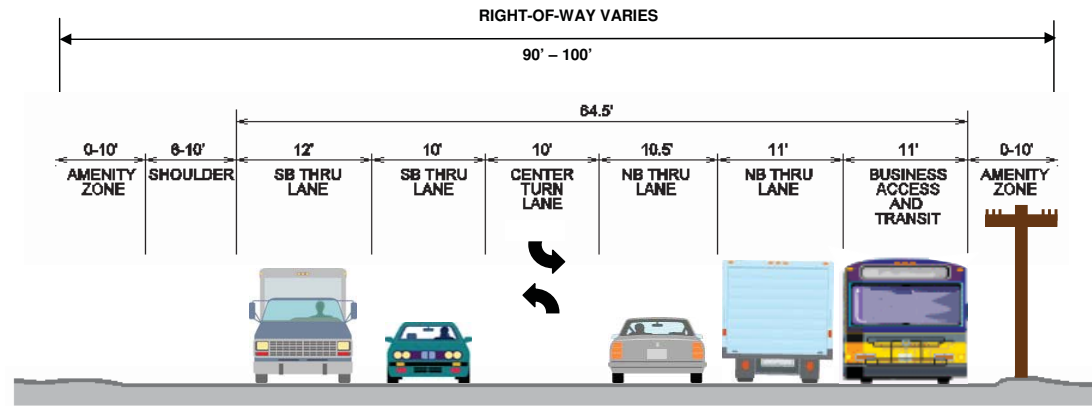 RIGHT-OF-WAY VARIES
90' – 100'
64.5'
0-10' 6-10' 12' 10' 10' 10.5' 11' 11' 0-10'
AMENITY SHOULDER SB THRU SB THRU CENTER NB THRU NB THRU BUSINESS AMENITY
ZONE LANE LANE TURN LANE LANE ACCESS ZONE
LANE AND
TRANSIT